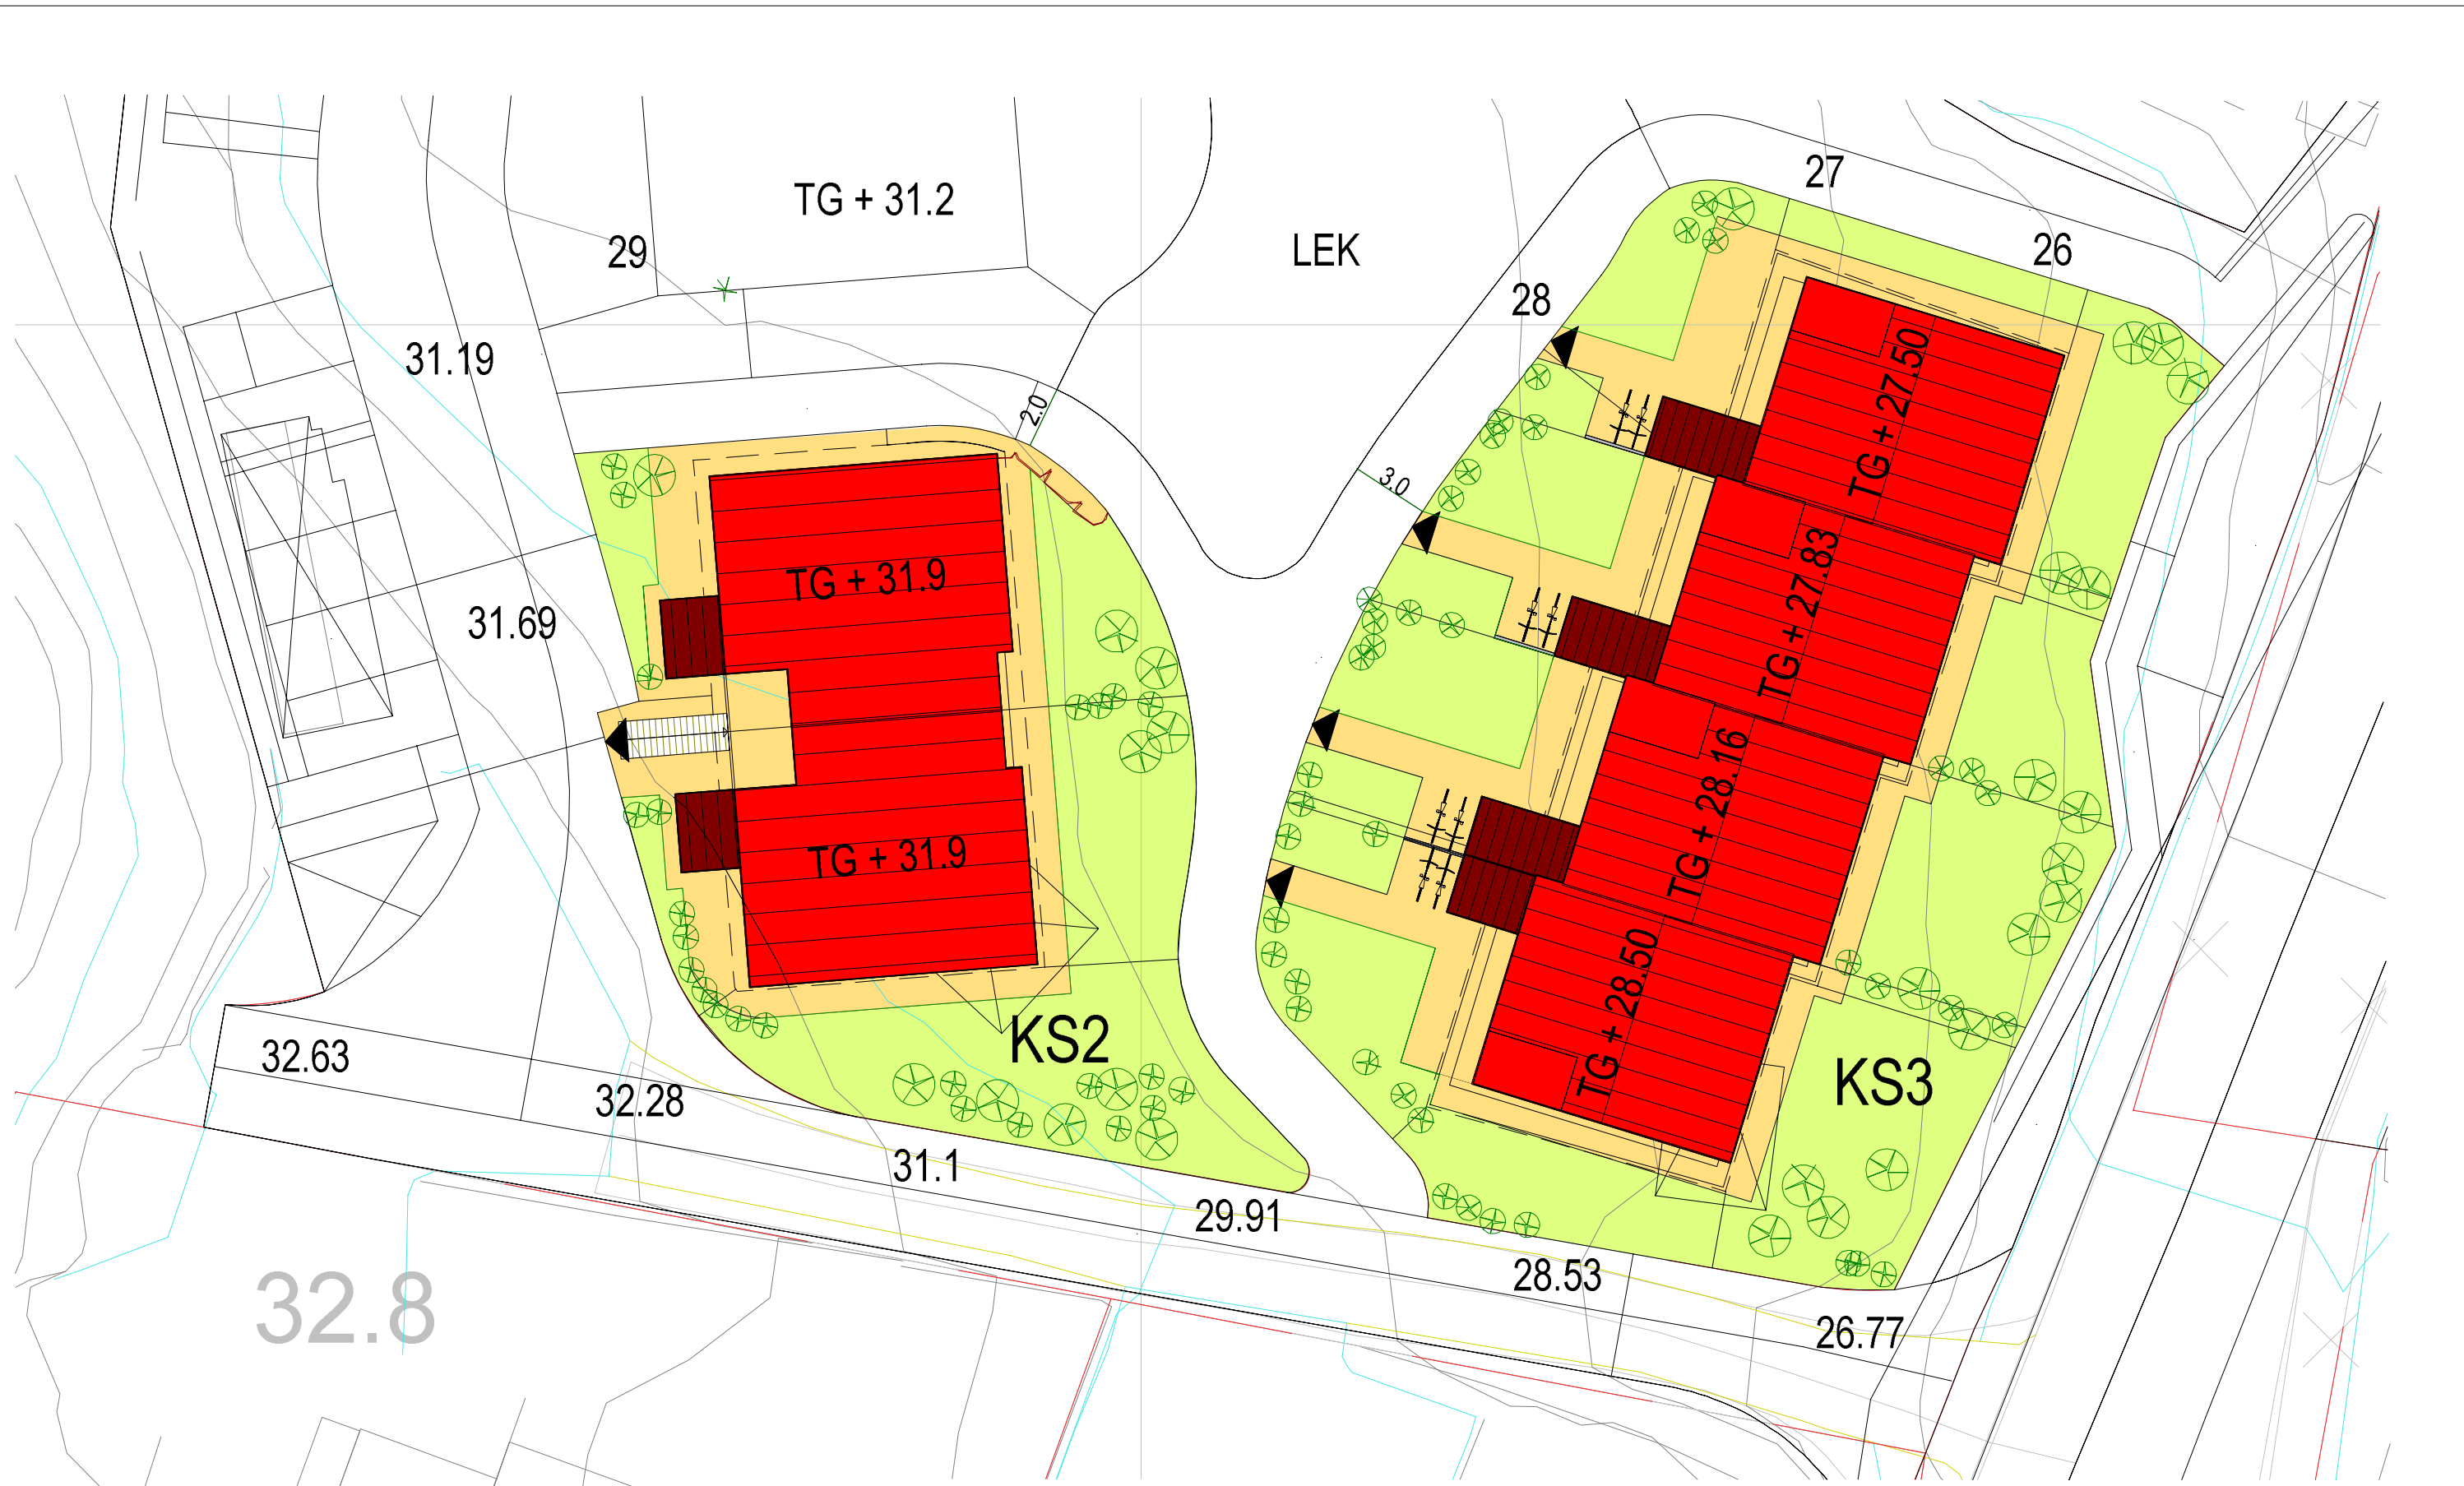 27
TG + 31.2
29
LEK
26
28
31.19
2.0
TG + 27.50
3.0
TG + 31.9
31.69
TG + 27.83
TG + 28.16
TG + 31.9
TG + 28.50
KS2
32.63
32.28
KS3
31.1
29.91
28.53
32.8
26.77